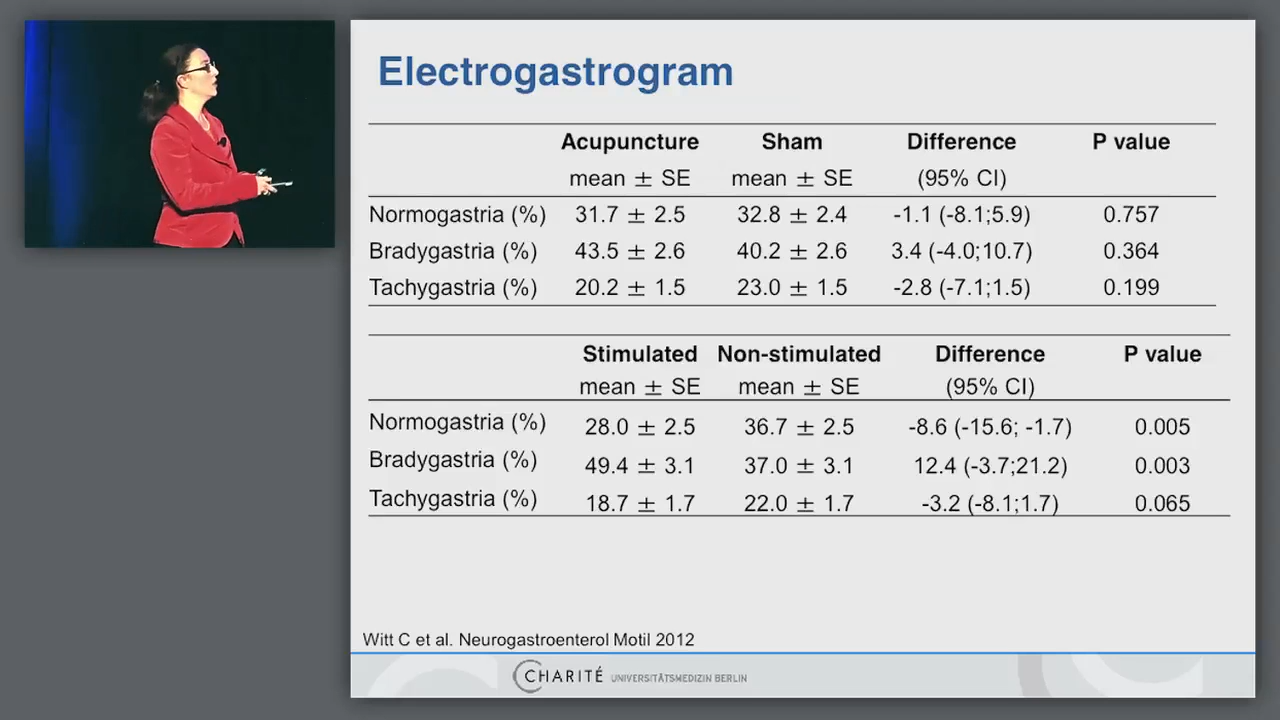 Electrogastrogram
Acupuncture Sham Difference P value
mean ± SE mean ± SE (95% CI)
Normogastria (%) 31.7 ± 2.5 32.8 ± 2.4 -1.1 (-8.1;5.9) 0.757
Bradygastria (%) 43.5 ± 2.6 40.2 ± 2.6 3.4 (-4.0;10.7) 0.364
Tachygastria (%) 20.2 ± 1.5 23.0 ± 1.5 -2.8 (-7.1;1.5) 0.199
Stimulated Non-stimulated Difference P value
mean ± SE mean ± SE (95% CI)
Normogastria (%) 28.0 ± 2.5 36.7 ± 2.5 -8.6 (-15.6; -1.7) 0.005
Bradygastria (%) 49.4 ± 3.1 37.0 ± 3.1 12.4 (-3.7;21.2) 0.003
Tachygastria (%) 18.7 ± 1.7 22.0 ± 1.7 -3.2 (-8.1;1.7) 0.065
Witt C et al. Neurogastroenterol Motil 2012
CHARITÉ UNIVERSITÄTSMEDIZIN BERLIN